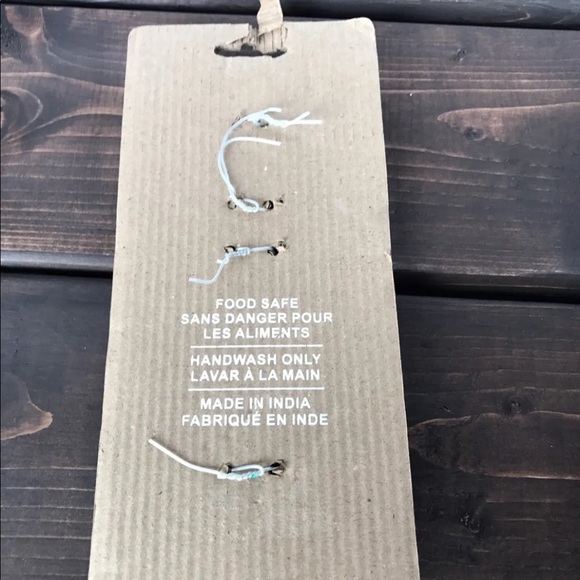 FOOD SAFE
SANS DANGER POUR
LES ALIMENTS
HANDWASH ONLY
LAVAR À LA MAIN
MADE IN INDIA
FABRIQUÉ EN INDE